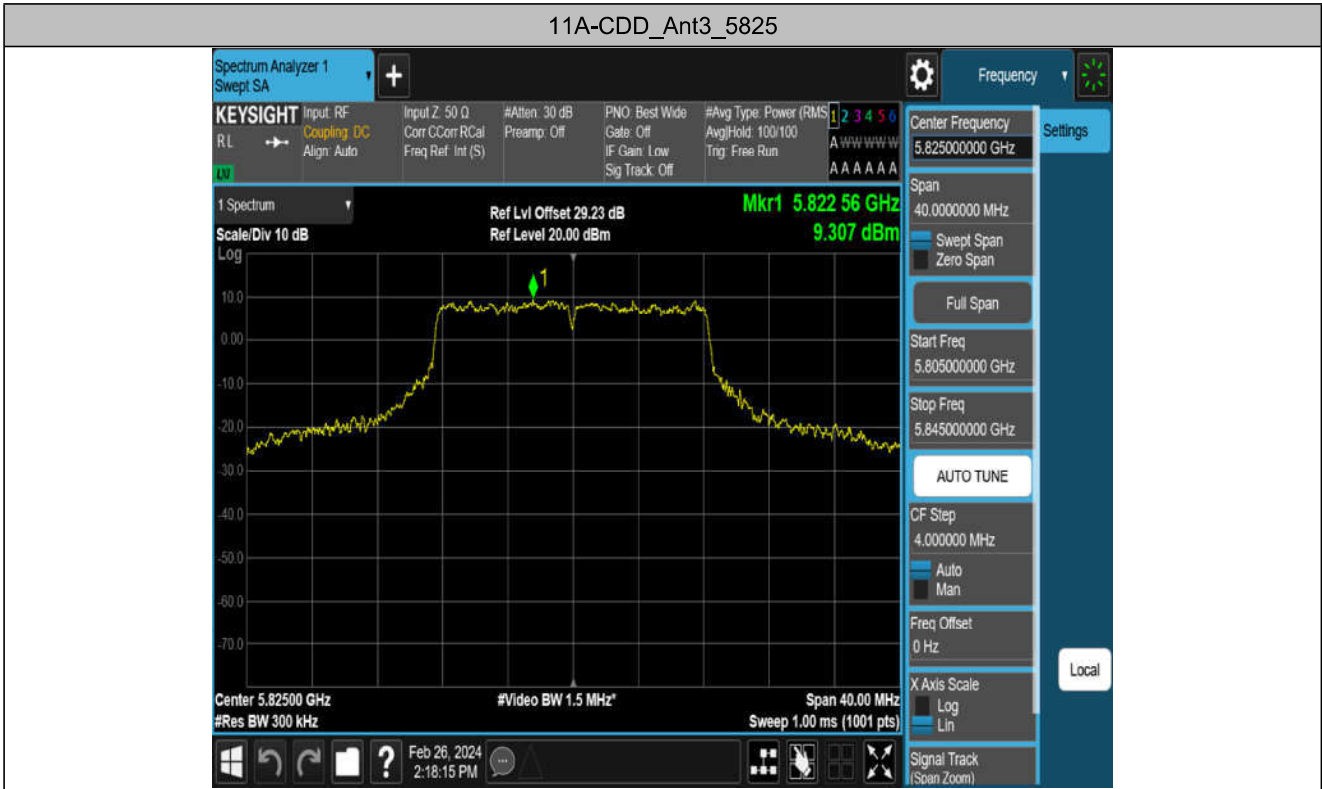 11A-CDD_Ant3_5825
Spectrum Analyzer 1
Swept SA
+
Frequency
KEYSIGHT
RL
LXI
Input: RF
Coupling: DC
Align: Auto
Input Z: 50 Ω
Corr CCorr RCal
Freq Ref: Int (S)
#Atten: 30 dB
Preamp: Off
PNO: Best Wide
Gate: Off
IF Gain: Low
Sig Track: Off
#Avg Type: Power (RMS
Avg|Hold: 100/100
Trig: Free Run
1 2 3 4 5 6
A W W W W W
A A A A A A
1 Spectrum
Scale/Div 10 dB
Log
Ref Lvl Offset 29.23 dB
Ref Level 20.00 dBm
Mkr1 5.822 56 GHz
9.307 dBm
1
10.0
0.00
-10.0
-20.0
-30.0
-40.0
-50.0
-60.0
-70.0
Center 5.82500 GHz
#Video BW 1.5 MHz*
Span 40.00 MHz
#Res BW 300 kHz
Sweep 1.00 ms (1001 pts)
?
Feb 26, 2024
2:18:15 PM
Center Frequency
5.825000000 GHz
Settings
Span
40.0000000 MHz
Swept Span
Zero Span
Full Span
Start Freq
5.805000000 GHz
Stop Freq
5.845000000 GHz
AUTO TUNE
CF Step
4.000000 MHz
Auto
Man
Freq Offset
0 Hz
Local
X Axis Scale
Log
Lin
Signal Track
(Span Zoom)